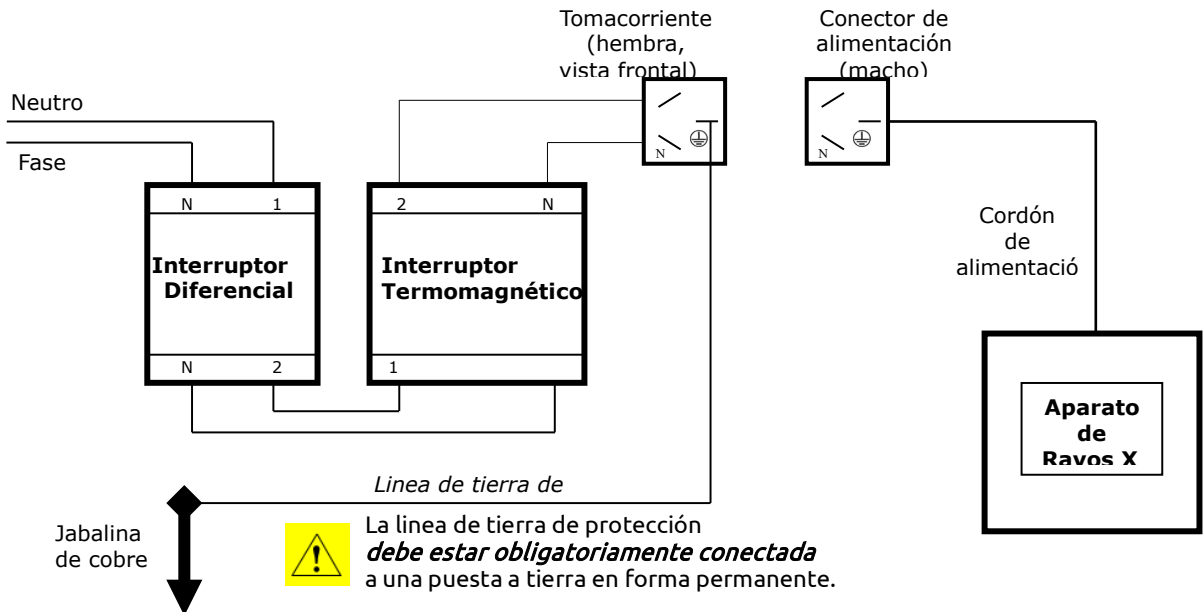 Tomacorriente
(hembra,
vista frontal)
Conector de
alimentación
(macho)
Neutro
Fase
N
N
N 1
2 N
Interruptor
Diferencial
Interruptor
Termomagnético
N 2
1
Cordón
de
alimentació
Aparato
de
Rayos X
Linea de tierra de
Jabalina
de cobre
La linea de tierra de protección
debe estar obligatoriamente conectada
a una puesta a tierra en forma permanente.